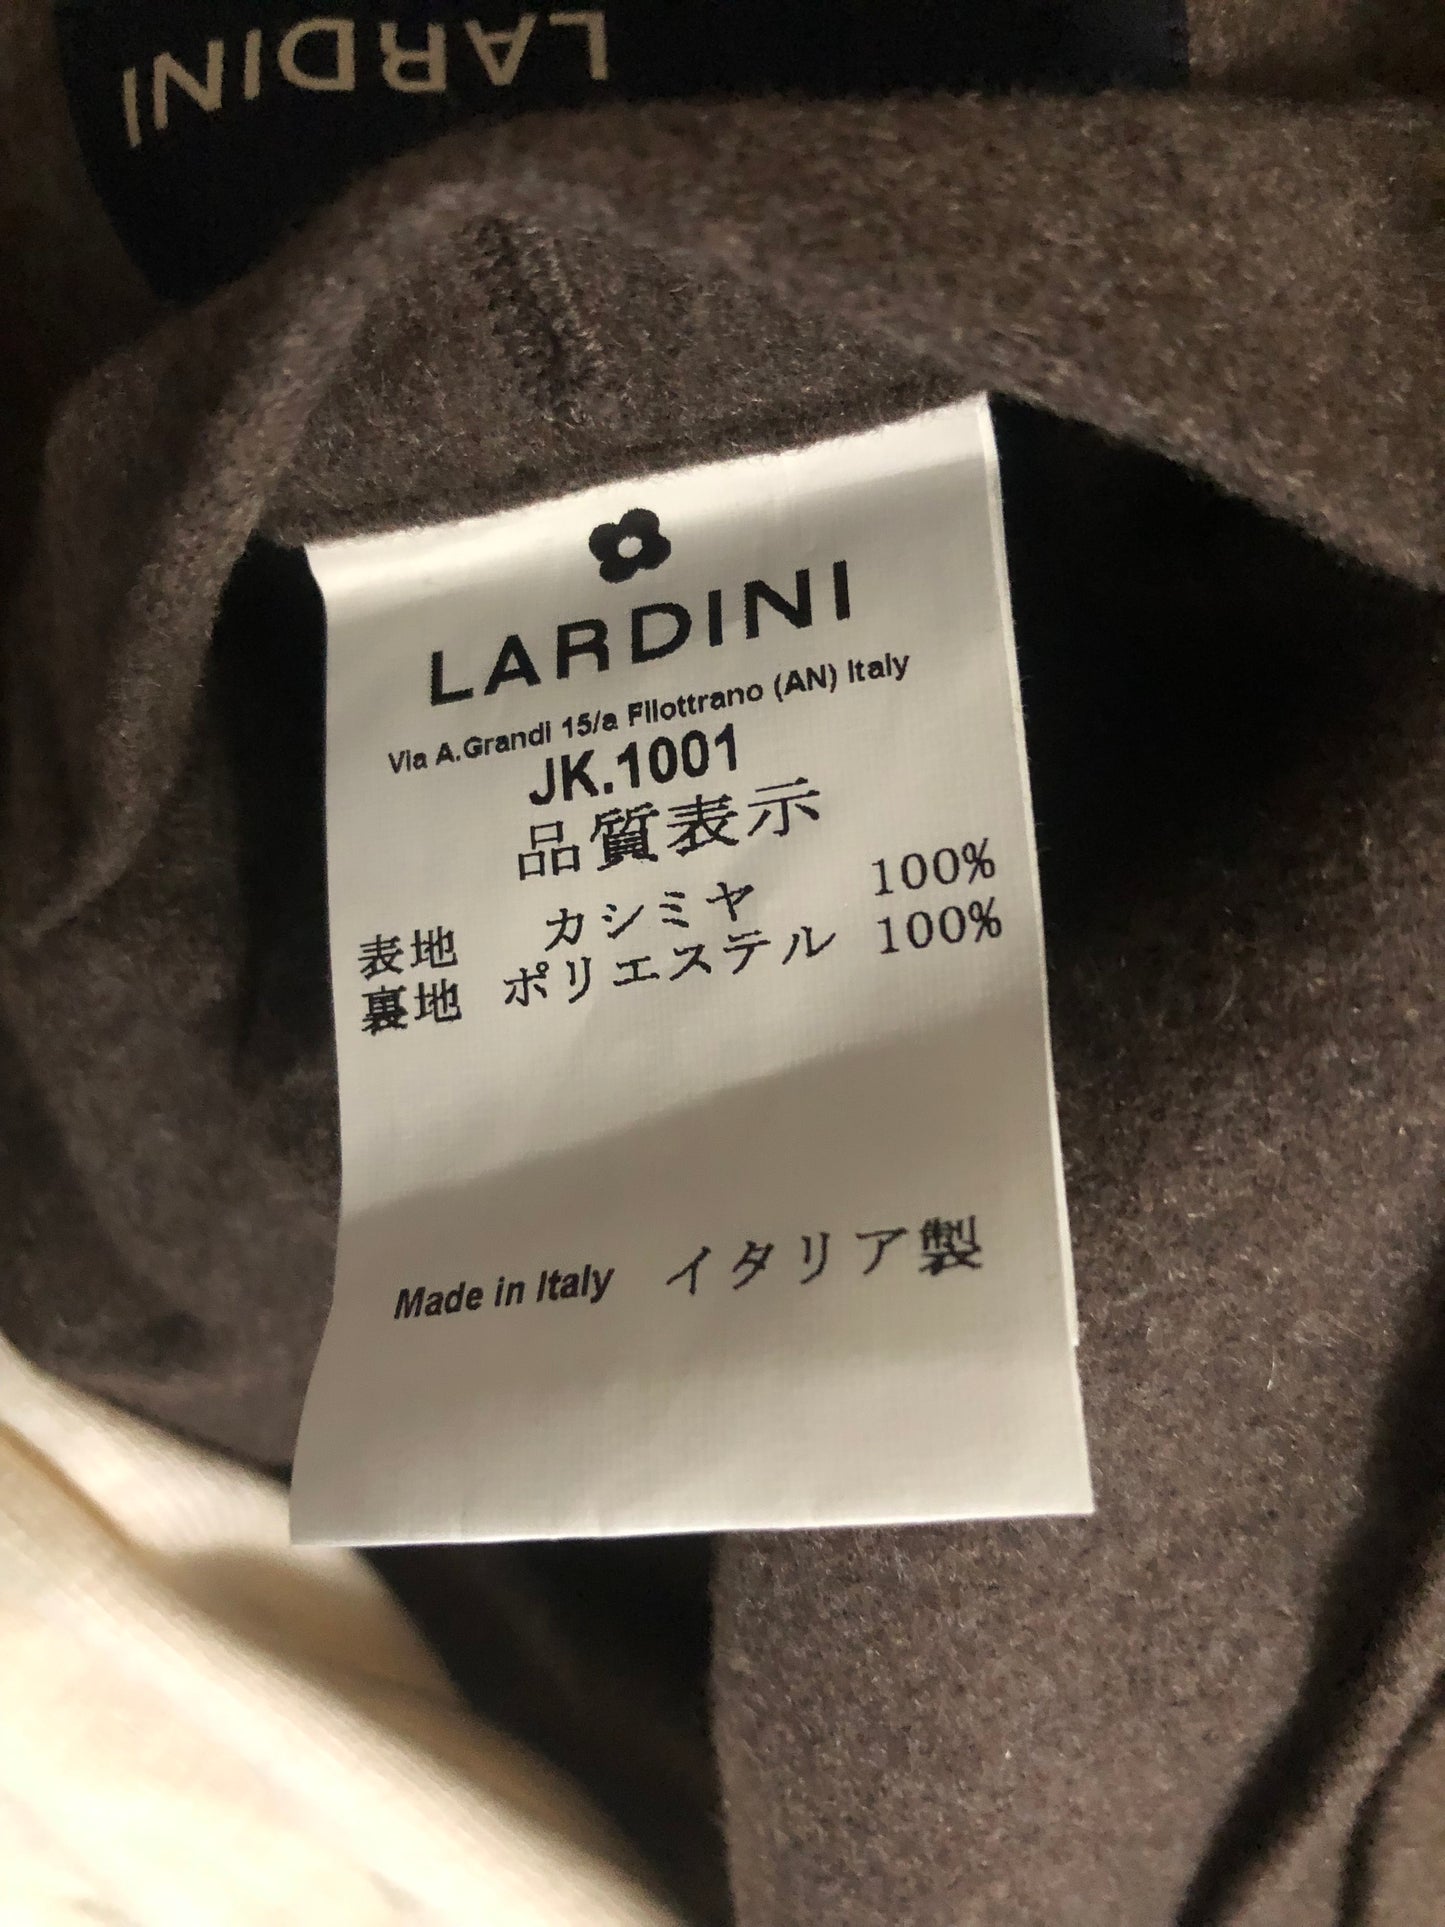 LARDINI
LARDINI
Via A.Grandi 15/a Filottrano (AN) Italy
JK.1001
品質表示
表地 カシミヤ 100%
裏地 ポリエステル 100%
Made in Italy イタリア製